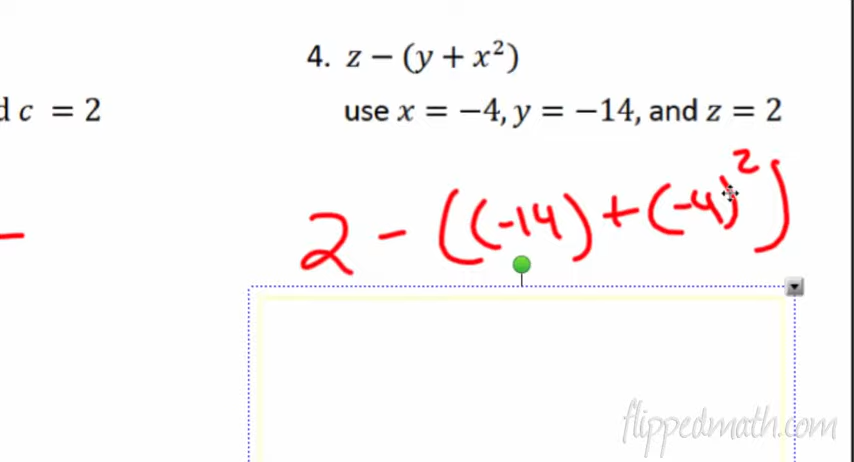 4. z − (y + x²)
d c = 2
use x = −4, y = −14, and z = 2
2 − ((-14) + (-4)²)
flippedmath.com